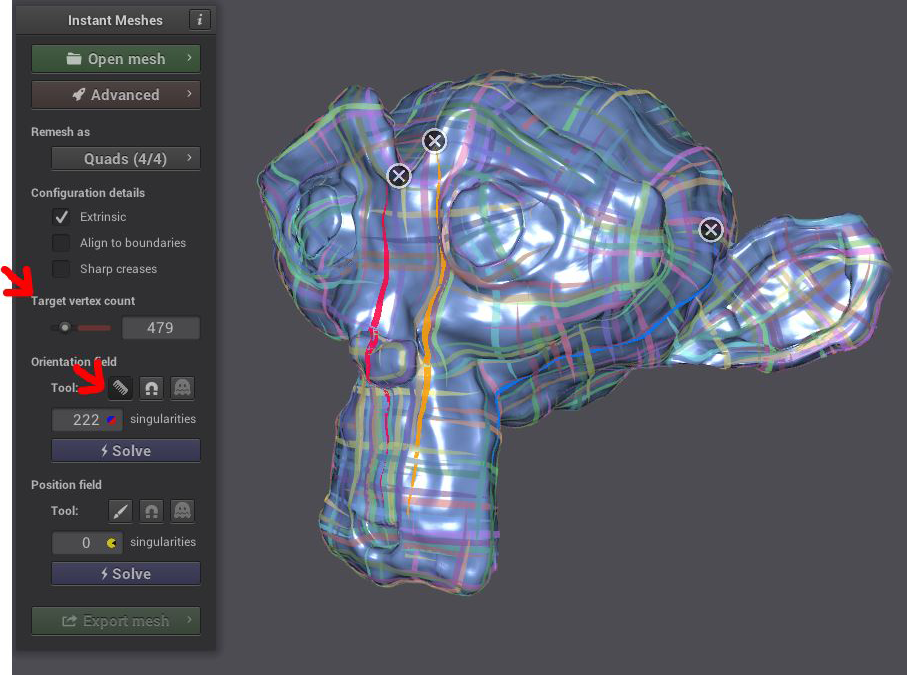 Instant Meshes
i
Open mesh
Advanced
Remesh as
Quads (4/4)
Configuration details
Extrinsic
Align to boundaries
Sharp creases
Target vertex count
479
Orientation field
Tool:
222 singularities
Solve
Position field
Tool:
0 singularities
Solve
Export mesh